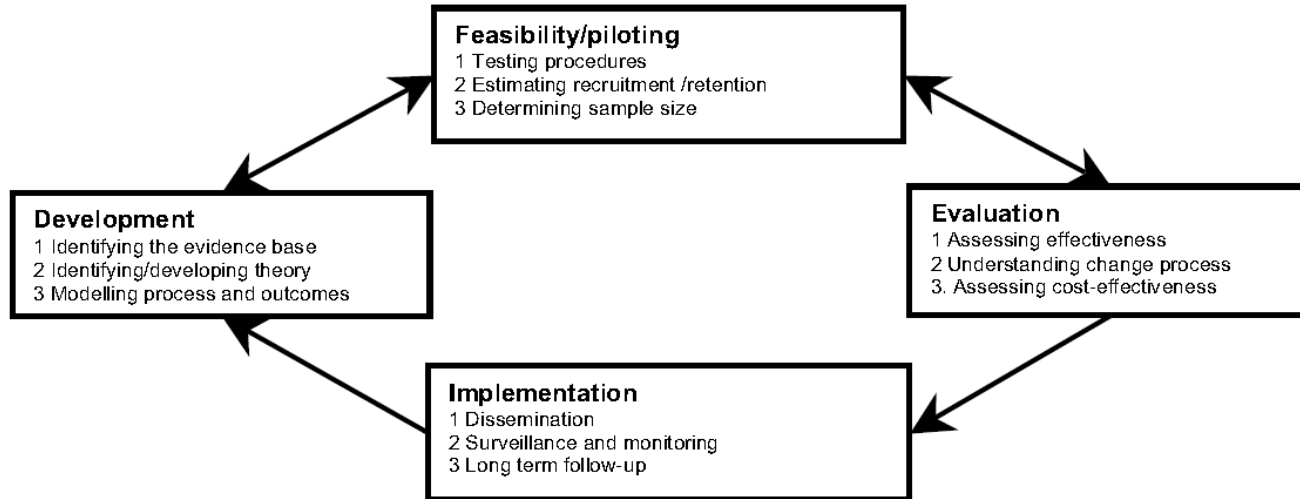 Feasibility/piloting
1 Testing procedures
2 Estimating recruitment /retention
3 Determining sample size
Development
1 Identifying the evidence base
2 Identifying/developing theory
3 Modelling process and outcomes
Evaluation
1 Assessing effectiveness
2 Understanding change process
3. Assessing cost-effectiveness
Implementation
1 Dissemination
2 Surveillance and monitoring
3 Long term follow-up